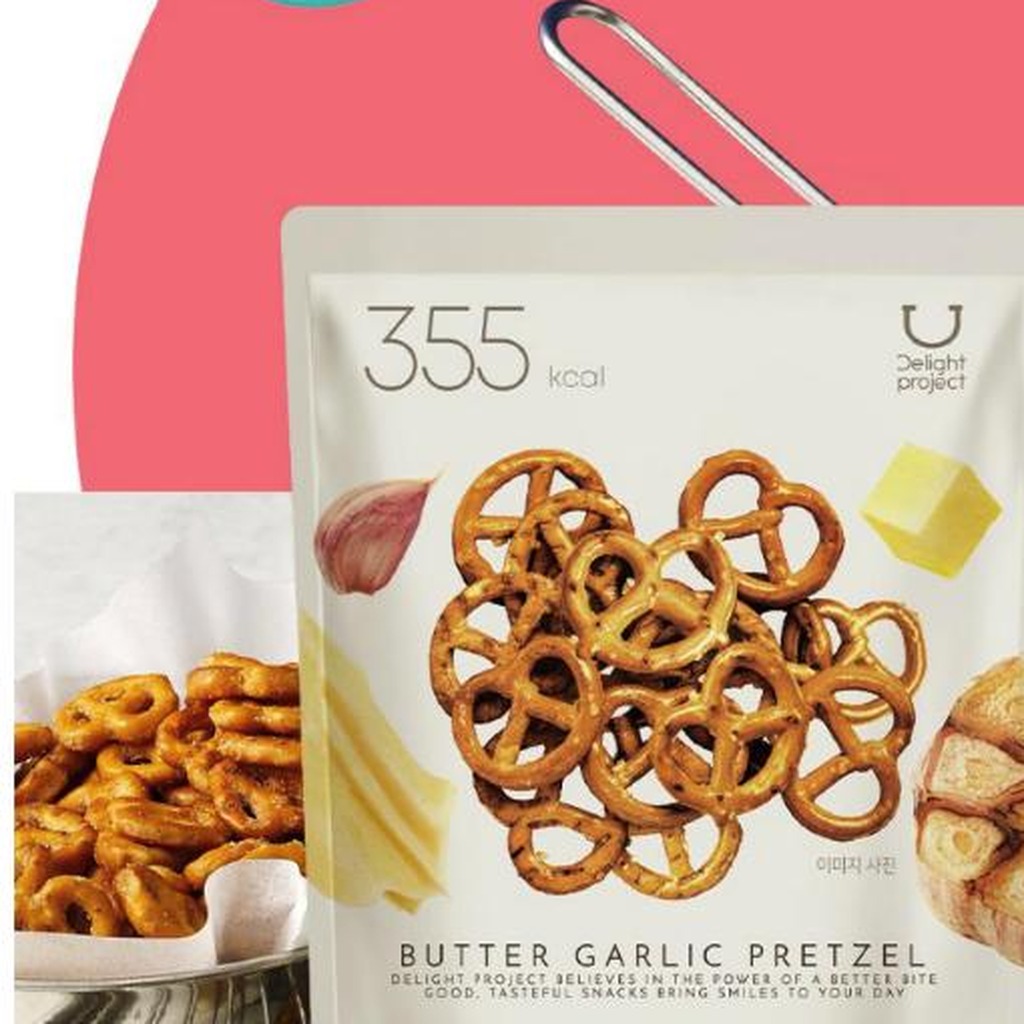 355 kcal
Delight
project
이미지 사진
BUTTER GARLIC PRETZEL
DELIGHT PROJECT BELIEVES IN THE POWER OF A BETTER BITE
GOOD, TASTEFUL SNACKS BRING SMILES TO YOUR DAY